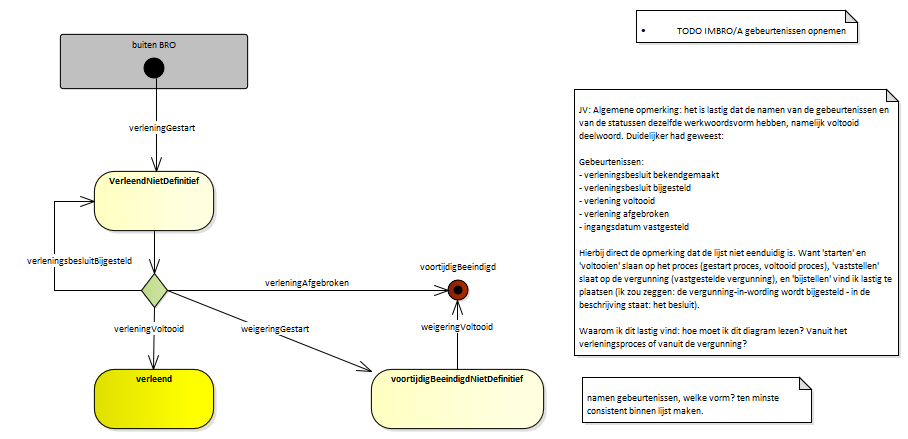 buiten BRO
verleningGestart
VerleendNietDefinitief
verleningsbesluitBijgesteld
verleningAfgebroken
voortijdigBeeindigd
verleningVoltooid
weigeringGestart
weigeringVoltooid
verleend
voortijdigBeeindigdNietDefinitief
• TODO IMBRO/A gebeurtenissen opnemen
JV: Algemene opmerking: het is lastig dat de namen van de gebeurtenissen en
van de statussen dezelfde werkwoordsvorm hebben, namelijk voltooid
deelwoord. Duidelijker had geweest:
Gebeurtenissen:
- verleningsbesluit bekendgemaakt
- verleningsbesluit bijgesteld
- verlening voltooid
- verlening afgebroken
- ingangsdatum vastgesteld
Hierbij direct de opmerking dat de lijst niet eenduidig is. Want 'starten' en
'voltooien' slaan op het proces (gestart proces, voltooid proces), 'vaststellen'
slaat op de vergunning (vastgestelde vergunning), en 'bijstellen' vind ik lastig te
plaatsen (ik zou zeggen: de vergunning-in-wording wordt bijgesteld - in de
beschrijving staat: het besluit).
Waarom ik dit lastig vind: hoe moet ik dit diagram lezen? Vanuit het
verleningsproces of vanuit de vergunning?
namen gebeurtenissen, welke vorm? ten minste
consistent binnen lijst maken.